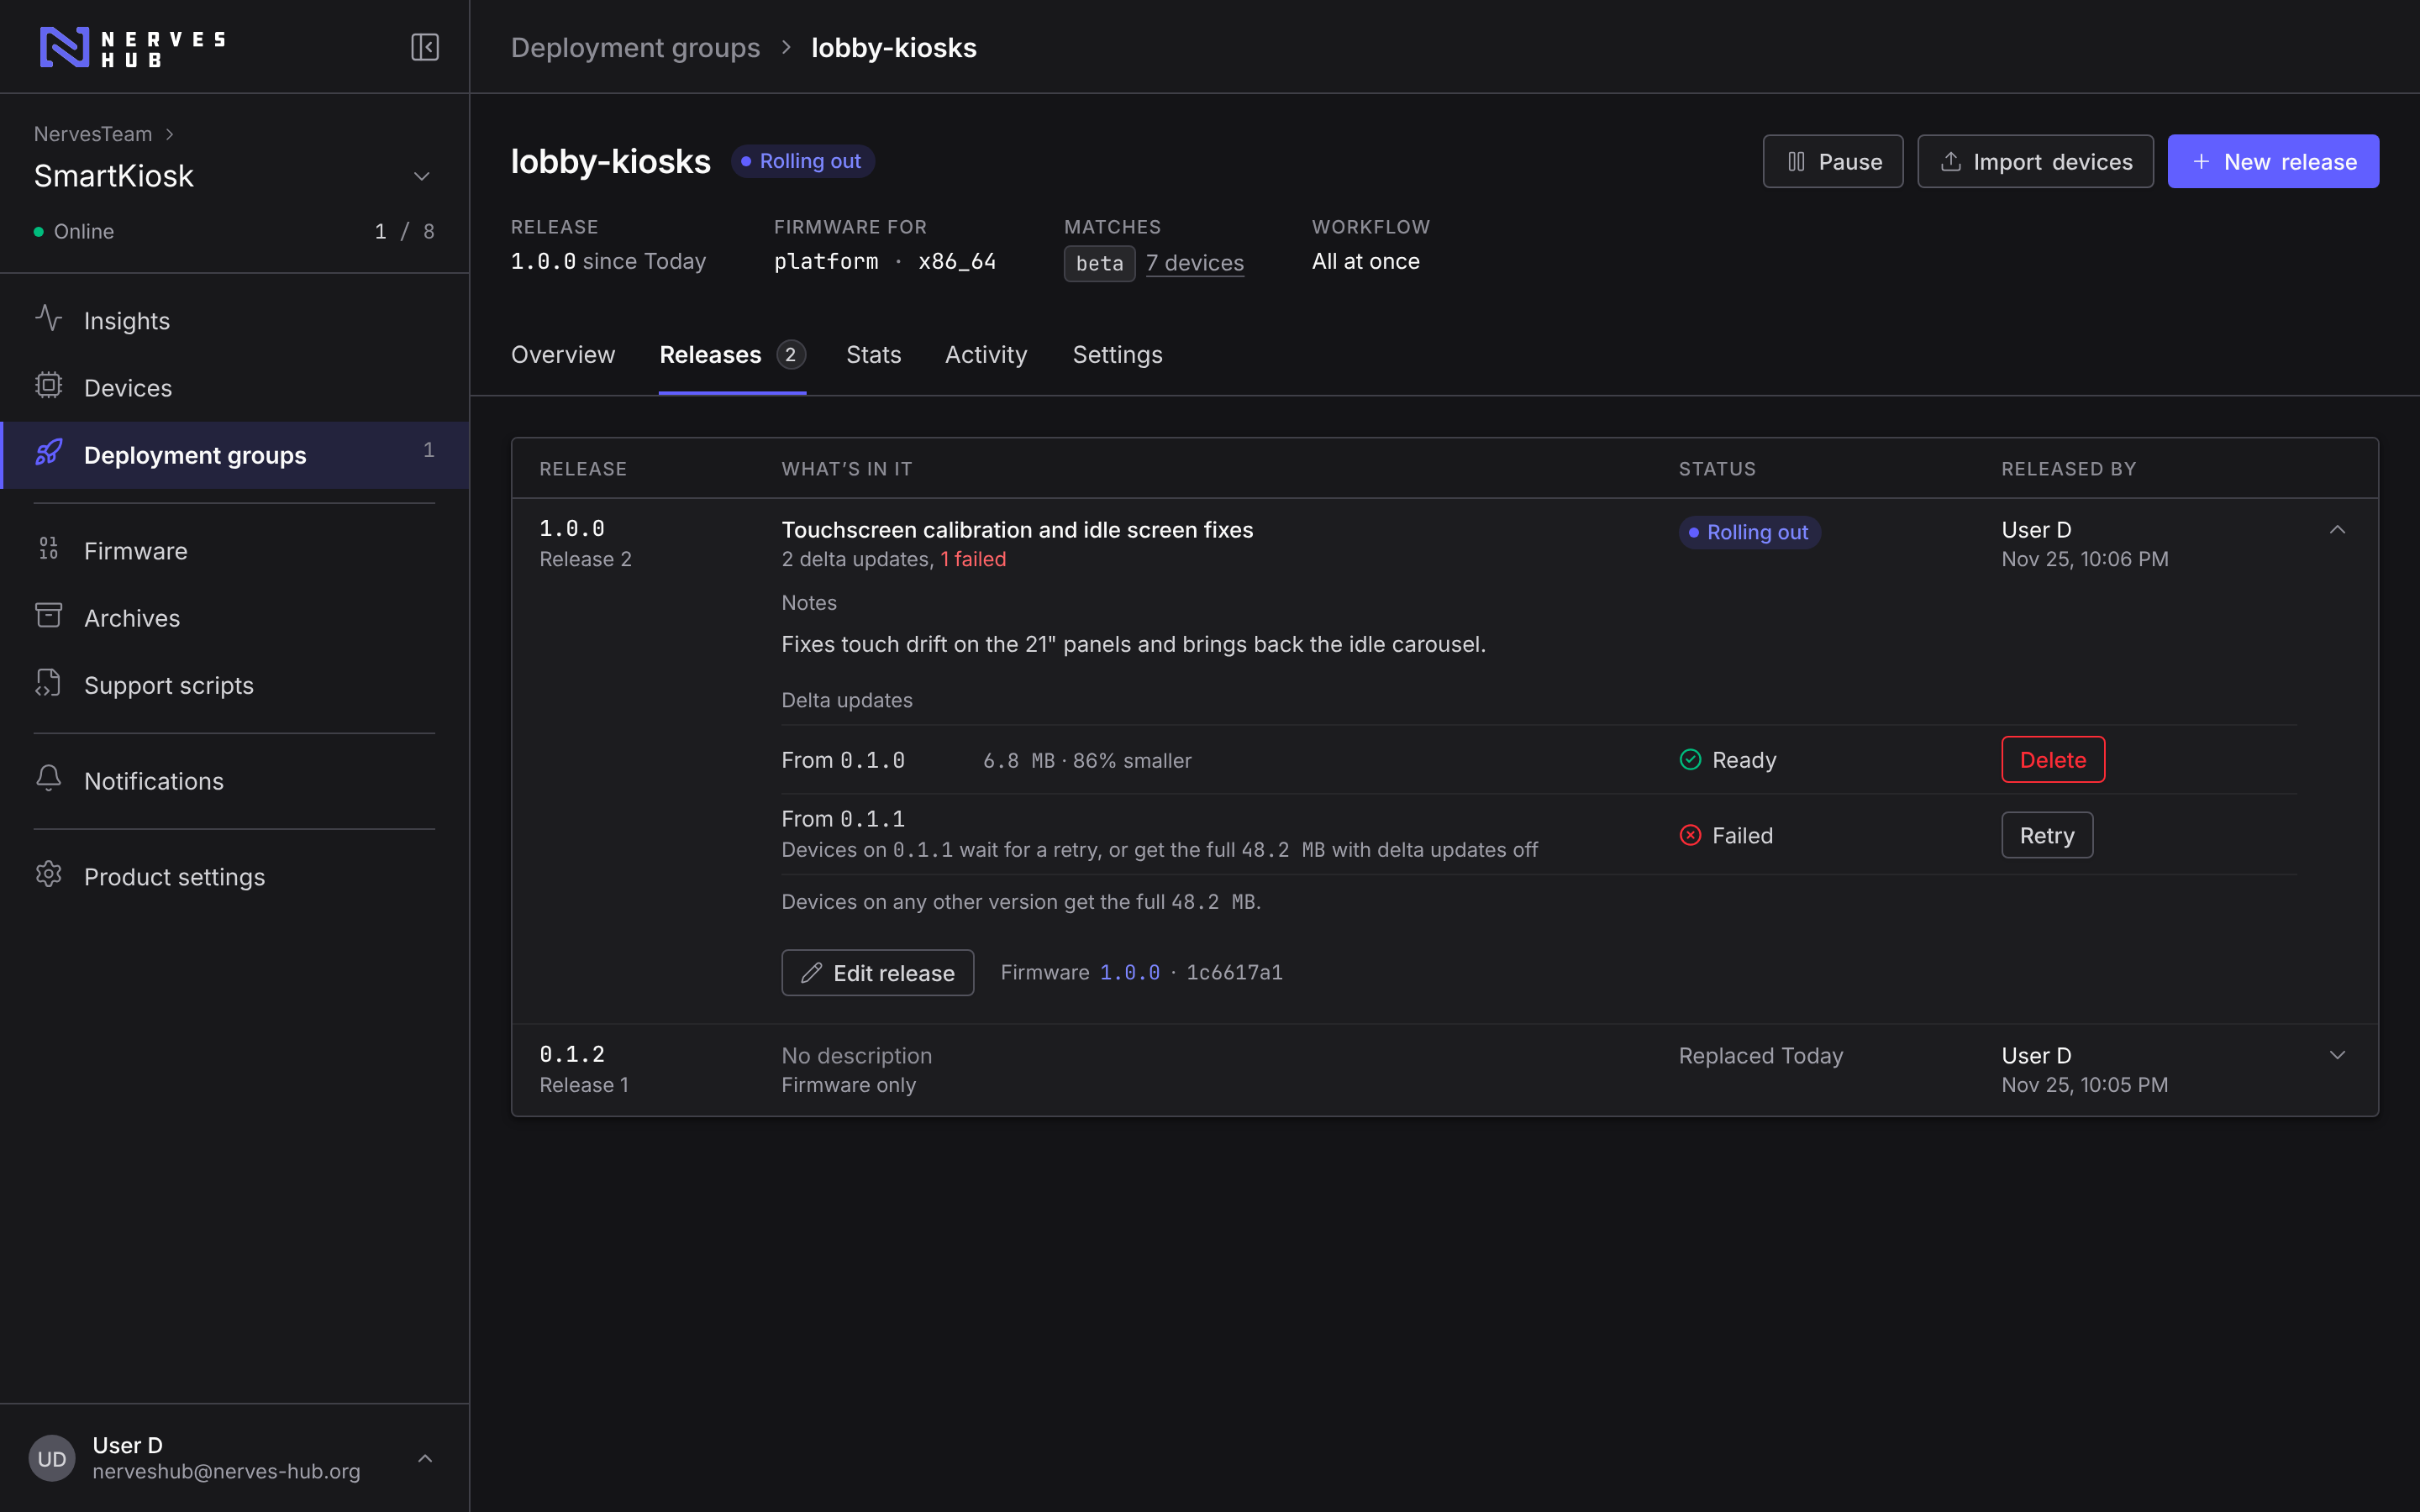 NERVES
HUB
Deployment groups > lobby-kiosks
NervesTeam >
SmartKiosk
Online 1 / 8
Insights
Devices
Deployment groups 1
Firmware
Archives
Support scripts
Notifications
Product settings
User D
UD
nerveshub@nerves-hub.org
lobby-kiosks Rolling out
Pause
Import devices
+ New release
RELEASE FIRMWARE FOR MATCHES WORKFLOW
1.0.0 since Today platform · x86_64 beta 7 devices All at once
Overview Releases 2 Stats Activity Settings
RELEASE WHAT’S IN IT STATUS RELEASED BY
1.0.0 Touchscreen calibration and idle screen fixes Rolling out User D
Release 2 2 delta updates, 1 failed Nov 25, 10:06 PM
Notes
Fixes touch drift on the 21" panels and brings back the idle carousel.
Delta updates
From 0.1.0 6.8 MB · 86% smaller Ready Delete
From 0.1.1
Devices on 0.1.1 wait for a retry, or get the full 48.2 MB with delta updates off Failed Retry
Devices on any other version get the full 48.2 MB.
Edit release Firmware 1.0.0 · 1c6617a1
0.1.2 No description Replaced Today User D
Release 1 Firmware only Nov 25, 10:05 PM